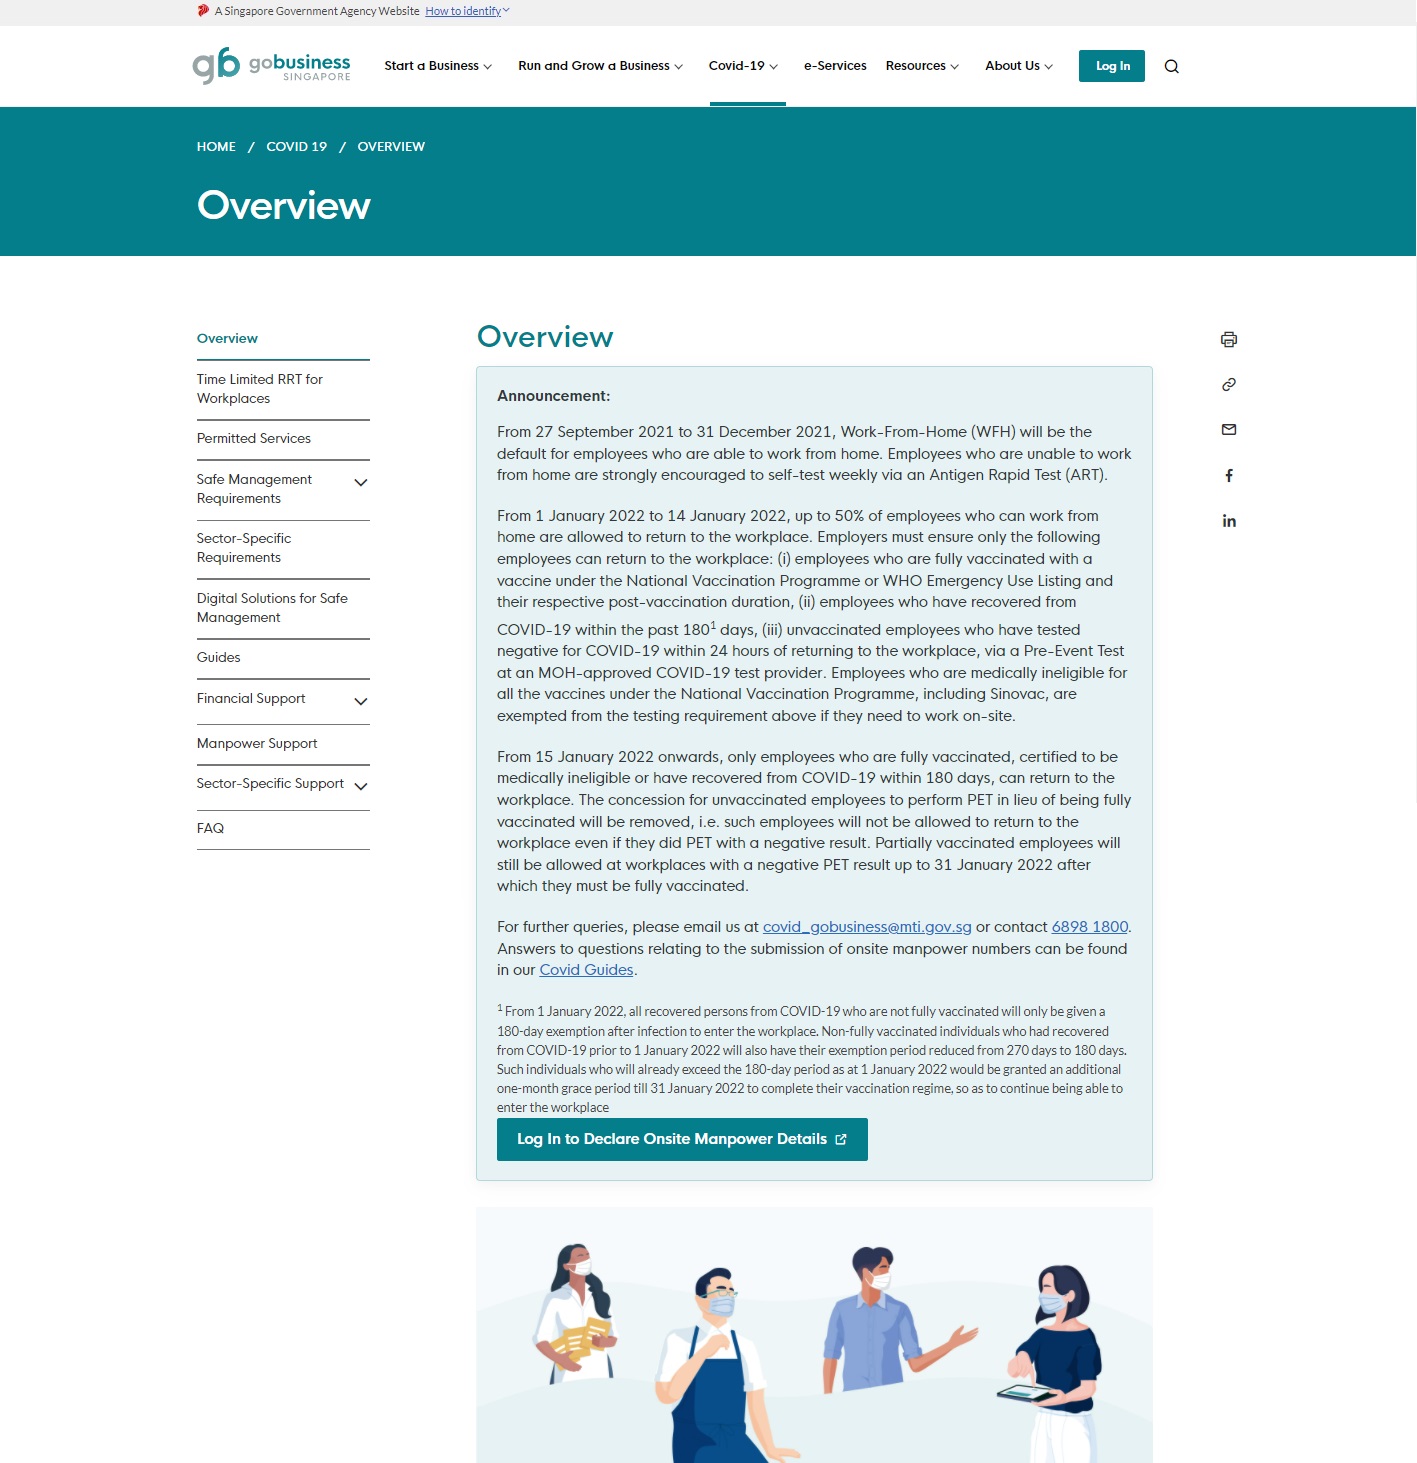 A Singapore Government Agency Website How to identify
gobusiness
SINGAPORE
Start a Business Run and Grow a Business Covid-19 e-Services Resources About Us Log In
HOME / COVID 19 / OVERVIEW
Overview
Overview
Time Limited RRT for
Workplaces
Permitted Services
Safe Management
Requirements
Sector-Specific
Requirements
Digital Solutions for Safe
Management
Guides
Financial Support
Manpower Support
Sector-Specific Support
FAQ
Overview
Announcement:
From 27 September 2021 to 31 December 2021, Work-From-Home (WFH) will be the
default for employees who are able to work from home. Employees who are unable to work
from home are strongly encouraged to self-test weekly via an Antigen Rapid Test (ART).
From 1 January 2022 to 14 January 2022, up to 50% of employees who can work from
home are allowed to return to the workplace. Employers must ensure only the following
employees can return to the workplace: (i) employees who are fully vaccinated with a
vaccine under the National Vaccination Programme or WHO Emergency Use Listing and
their respective post-vaccination duration, (ii) employees who have recovered from
COVID-19 within the past 180¹ days, (iii) unvaccinated employees who have tested
negative for COVID-19 within 24 hours of returning to the workplace, via a Pre-Event Test
at an MOH-approved COVID-19 test provider. Employees who are medically ineligible for
all the vaccines under the National Vaccination Programme, including Sinovac, are
exempted from the testing requirement above if they need to work on-site.
From 15 January 2022 onwards, only employees who are fully vaccinated, certified to be
medically ineligible or have recovered from COVID-19 within 180 days, can return to the
workplace. The concession for unvaccinated employees to perform PET in lieu of being fully
vaccinated will be removed, i.e. such employees will not be allowed to return to the
workplace even if they did PET with a negative result. Partially vaccinated employees will
still be allowed at workplaces with a negative PET result up to 31 January 2022 after
which they must be fully vaccinated.
For further queries, please email us at covid_gobusiness@mti.gov.sg or contact 6898 1800.
Answers to questions relating to the submission of onsite manpower numbers can be found
in our Covid Guides.
¹ From 1 January 2022, all recovered persons from COVID-19 who are not fully vaccinated will only be given a
180-day exemption after infection to enter the workplace. Non-fully vaccinated individuals who had recovered
from COVID-19 prior to 1 January 2022 will also have their exemption period reduced from 270 days to 180 days.
Such individuals who will already exceed the 180-day period as at 1 January 2022 would be granted an additional
one-month grace period till 31 January 2022 to complete their vaccination regime, so as to continue being able to
enter the workplace
Log In to Declare Onsite Manpower Details